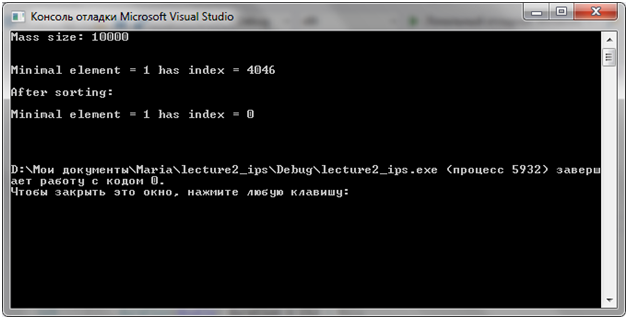 Консоль отладки Microsoft Visual Studio
Mass size: 10000
Minimal element = 1 has index = 4046
After sorting:
Minimal element = 1 has index = 0
D:\Мои документы\Maria\lecture2_ips\Debug\lecture2_ips.exe (процесс 5932) заверш
ает работу с кодом 0.
Чтобы закрыть это окно, нажмите любую клавишу: